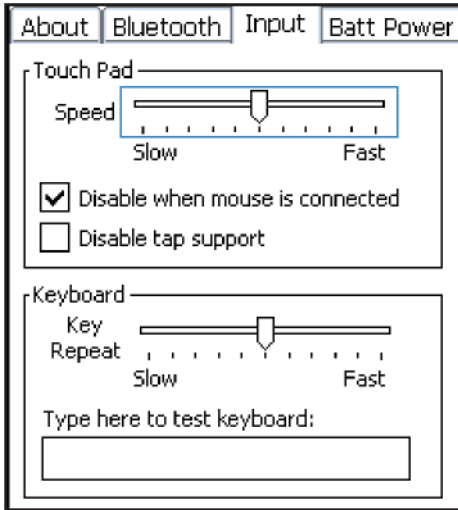 About Bluetooth Input Batt Power
Touch Pad
Speed
Slow Fast
Disable when mouse is connected
Disable tap support
Keyboard
Key
Repeat
Slow Fast
Type here to test keyboard: